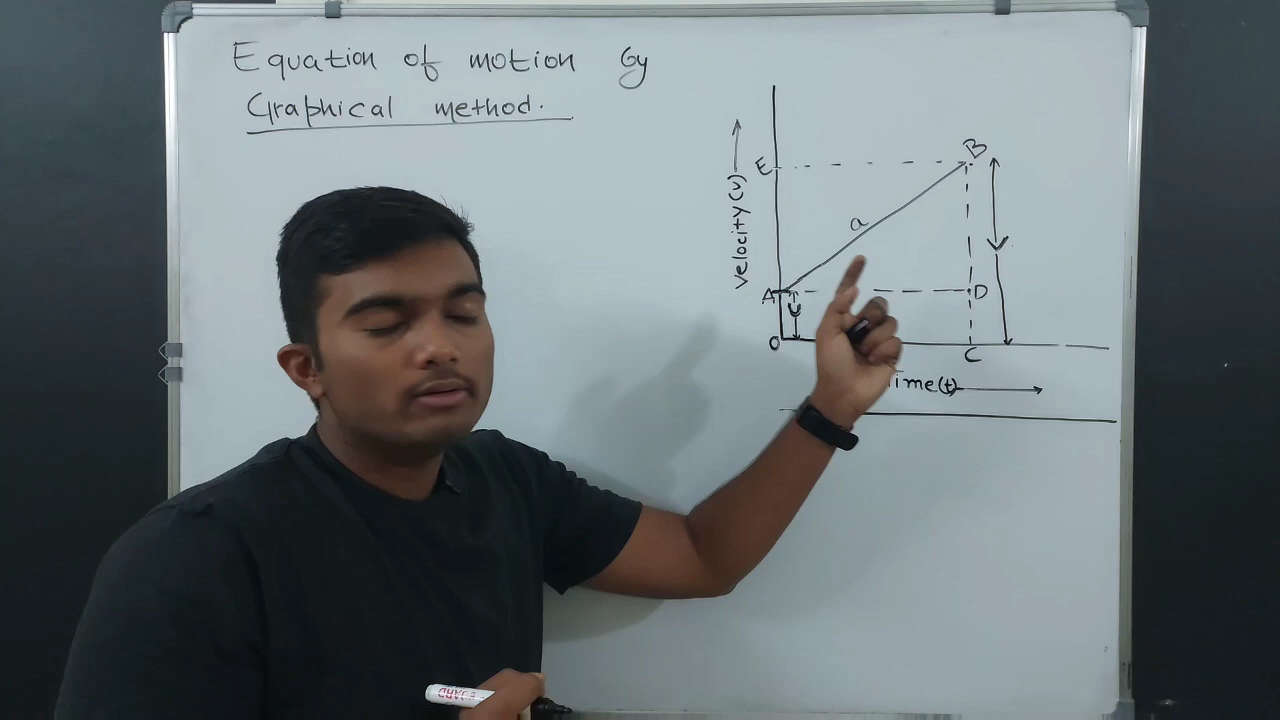 Equation of motion by
Graphical method.
velocity (v)
E
B
a
A
u
D
O
C
Time(t)